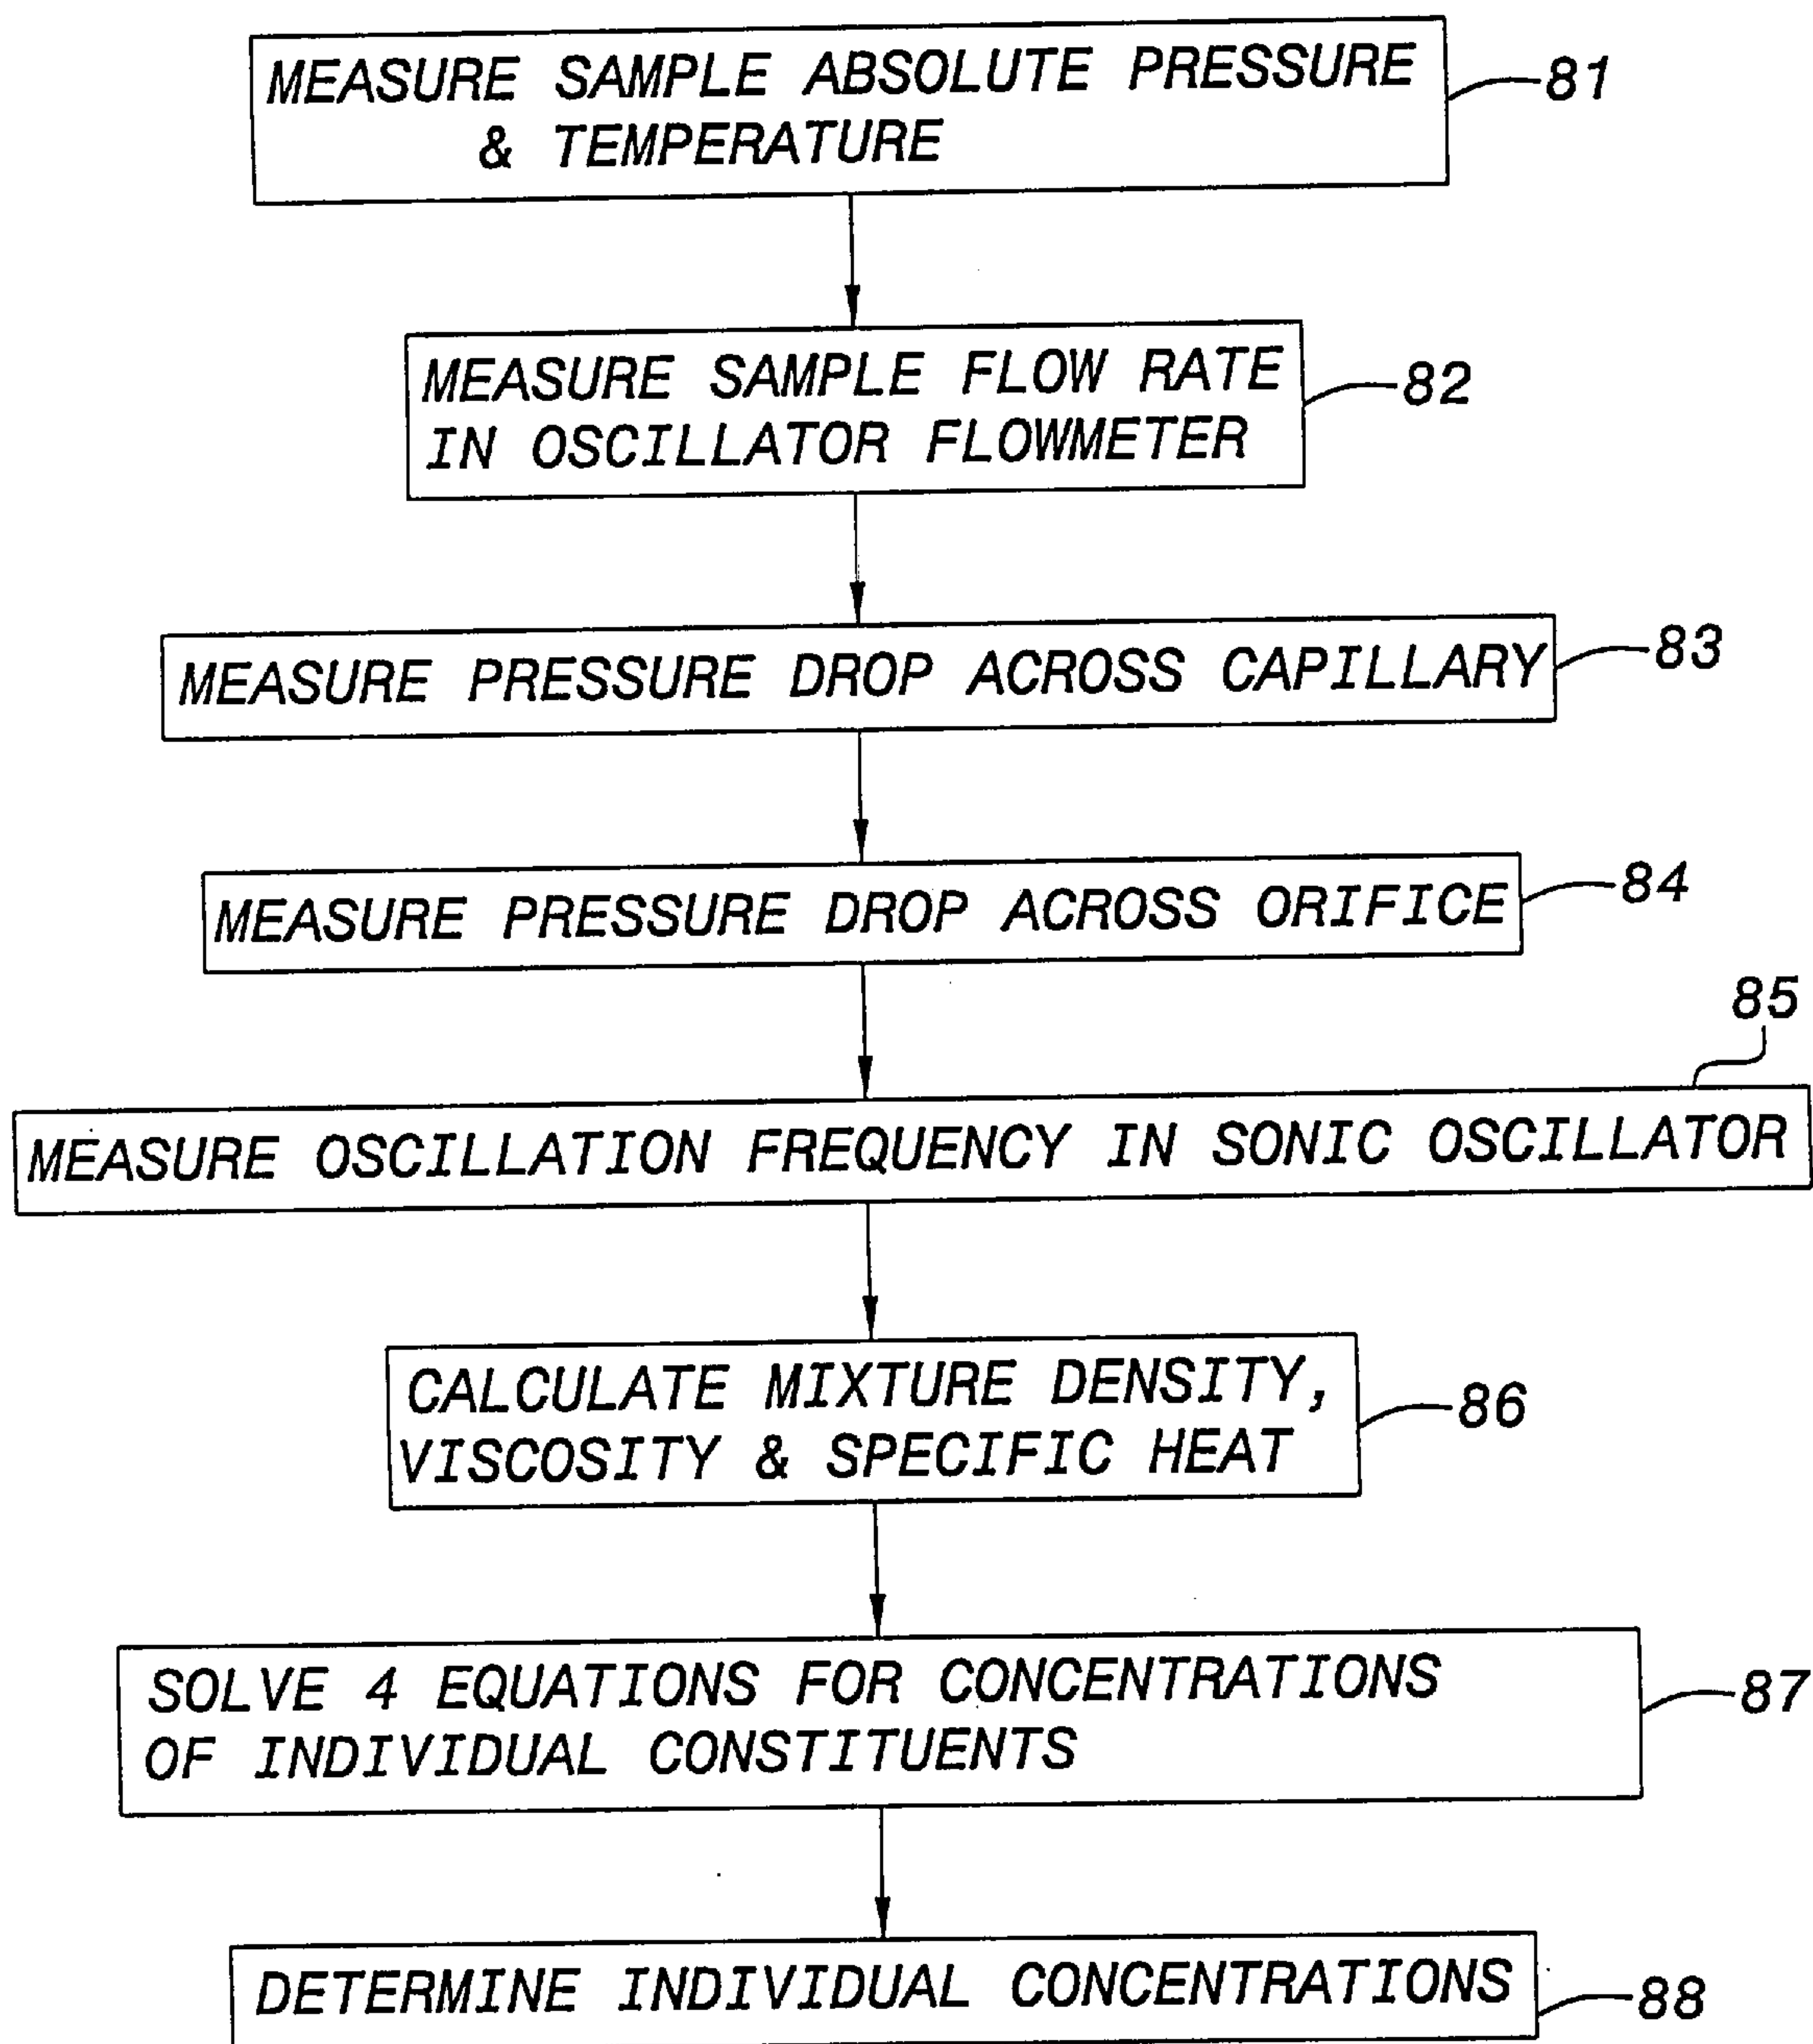 MEASURE SAMPLE ABSOLUTE PRESSURE
& TEMPERATURE
81
MEASURE SAMPLE FLOW RATE
IN OSCILLATOR FLOWMETER
82
MEASURE PRESSURE DROP ACROSS CAPILLARY
83
MEASURE PRESSURE DROP ACROSS ORIFICE
84
85
MEASURE OSCILLATION FREQUENCY IN SONIC OSCILLATOR
CALCULATE MIXTURE DENSITY,
VISCOSITY & SPECIFIC HEAT
86
SOLVE 4 EQUATIONS FOR CONCENTRATIONS
OF INDIVIDUAL CONSTITUENTS
87
DETERMINE INDIVIDUAL CONCENTRATIONS
88